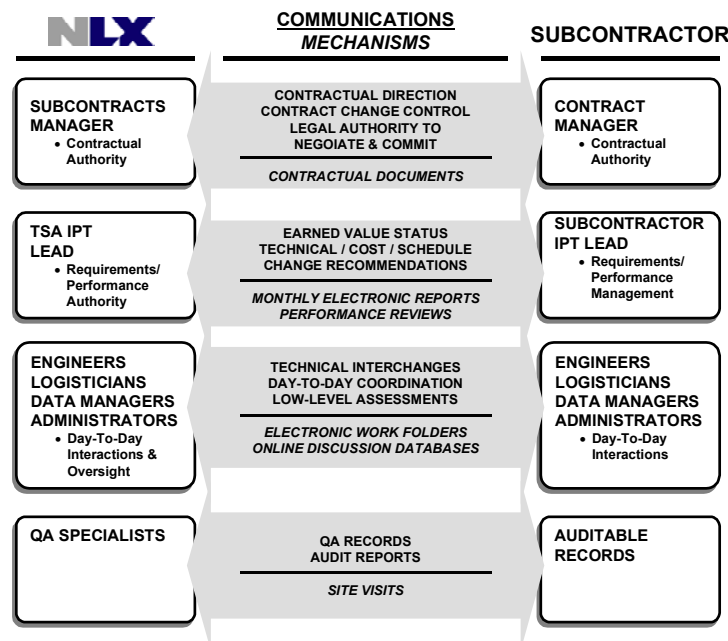 NLX
COMMUNICATIONS
MECHANISMS
SUBCONTRACTOR
SUBCONTRACTS
MANAGER
• Contractual
Authority
CONTRACTUAL DIRECTION
CONTRACT CHANGE CONTROL
LEGAL AUTHORITY TO
NEGOIATE & COMMIT
CONTRACTUAL DOCUMENTS
CONTRACT
MANAGER
• Contractual
Authority
TSA IPT
LEAD
• Requirements/
Performance
Authority
EARNED VALUE STATUS
TECHNICAL / COST / SCHEDULE
CHANGE RECOMMENDATIONS
MONTHLY ELECTRONIC REPORTS
PERFORMANCE REVIEWS
SUBCONTRACTOR
IPT LEAD
• Requirements/
Performance
Management
ENGINEERS
LOGISTICIANS
DATA MANAGERS
ADMINISTRATORS
• Day-To-Day
Interactions &
Oversight
TECHNICAL INTERCHANGES
DAY-TO-DAY COORDINATION
LOW-LEVEL ASSESSMENTS
ELECTRONIC WORK FOLDERS
ONLINE DISCUSSION DATABASES
ENGINEERS
LOGISTICIANS
DATA MANAGERS
ADMINISTRATORS
• Day-To-Day
Interactions
QA SPECIALISTS
QA RECORDS
AUDIT REPORTS
SITE VISITS
AUDITABLE
RECORDS